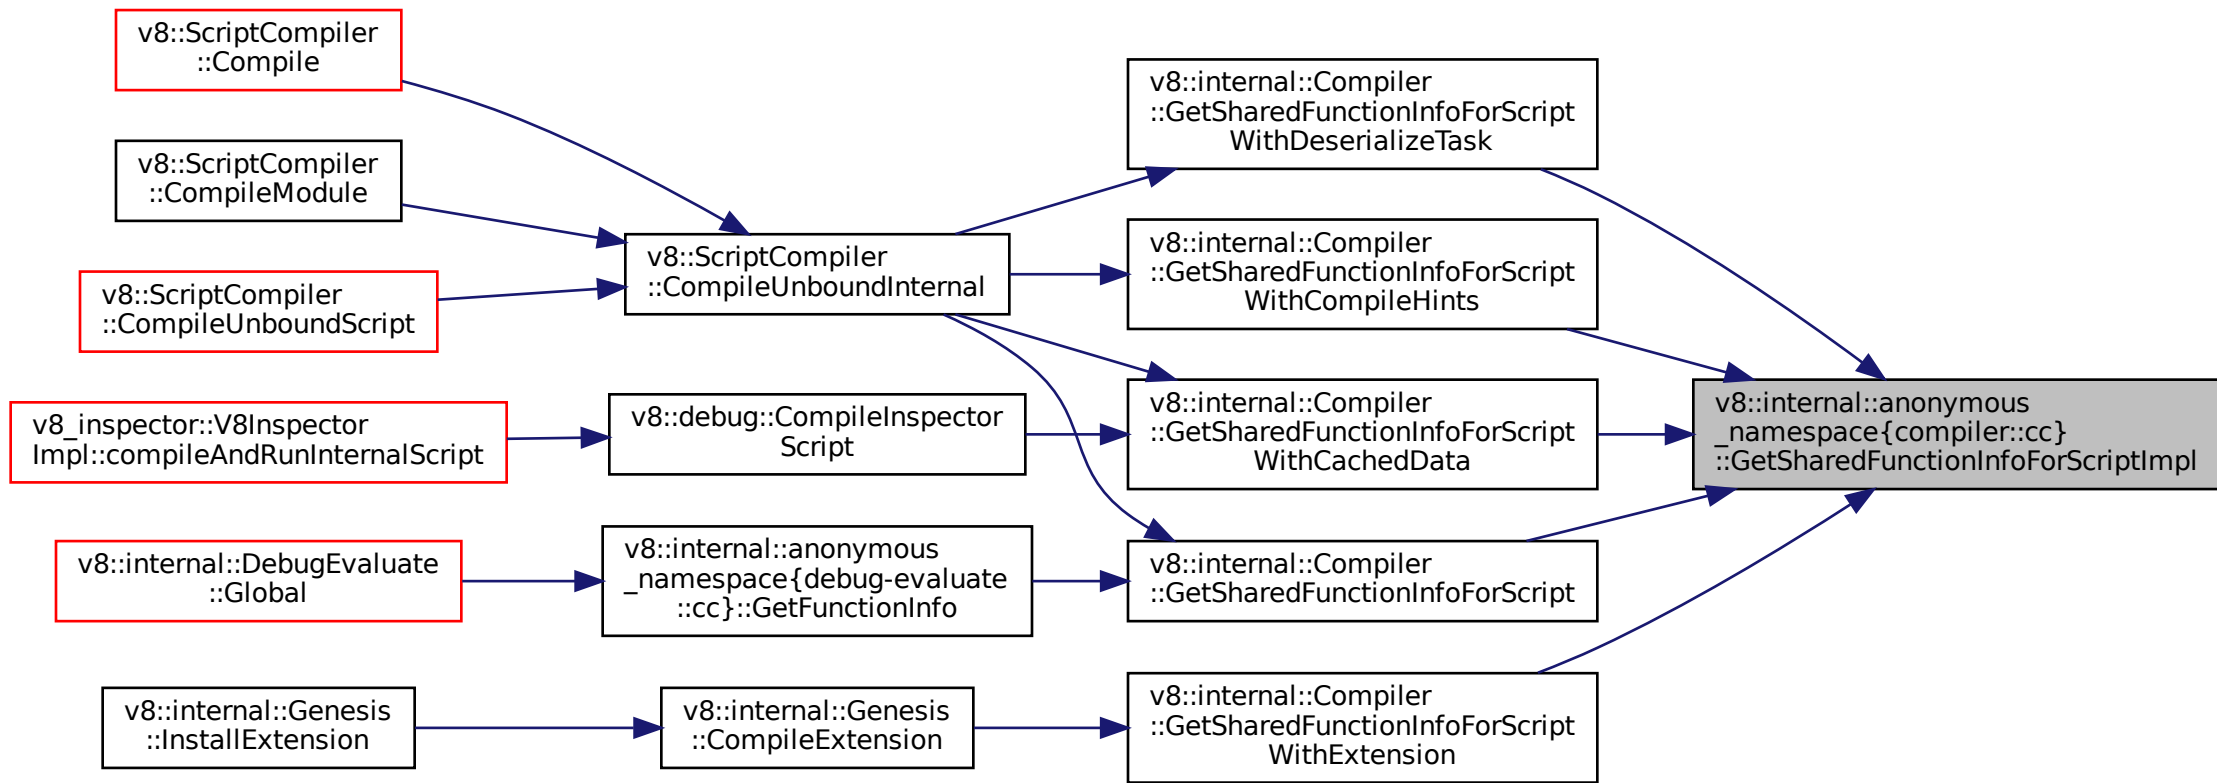 v8::ScriptCompiler
::Compile
v8::ScriptCompiler
::CompileModule
v8::ScriptCompiler
::CompileUnboundScript
v8_inspector::V8Inspector
Impl::compileAndRunInternalScript
v8::internal::DebugEvaluate
::Global
v8::internal::Genesis
::InstallExtension
v8::ScriptCompiler
::CompileUnboundInternal
v8::debug::CompileInspector
Script
v8::internal::anonymous
_namespace{debug-evaluate
::cc}::GetFunctionInfo
v8::internal::Genesis
::CompileExtension
v8::internal::Compiler
::GetSharedFunctionInfoForScript
WithDeserializeTask
v8::internal::Compiler
::GetSharedFunctionInfoForScript
WithCompileHints
v8::internal::Compiler
::GetSharedFunctionInfoForScript
WithCachedData
v8::internal::Compiler
::GetSharedFunctionInfoForScript
v8::internal::Compiler
::GetSharedFunctionInfoForScript
WithExtension
v8::internal::anonymous
_namespace{compiler::cc}
::GetSharedFunctionInfoForScriptImpl